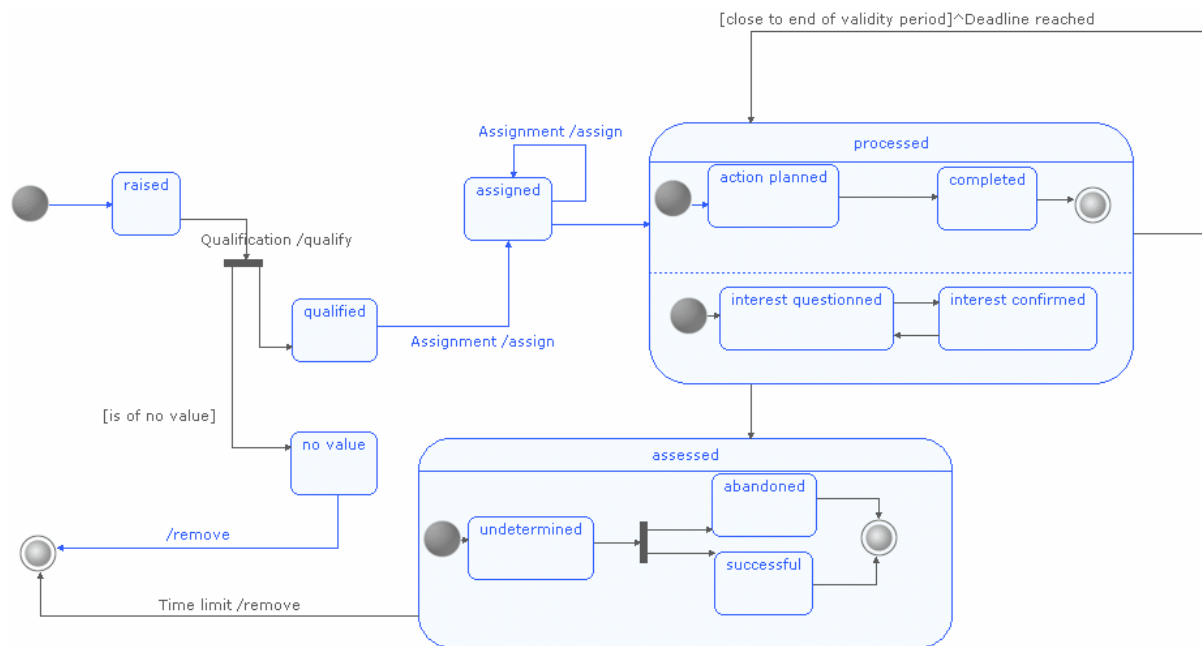 [close to end of validity period]^Deadline reached
Assignment /assign
processed
raised
assigned
action planned
completed
Qualification /qualify
qualified
interest questionned
interest confirmed
Assignment /assign
[is of no value]
no value
assessed
abandoned
undetermined
/remove
successful
Time limit /remove